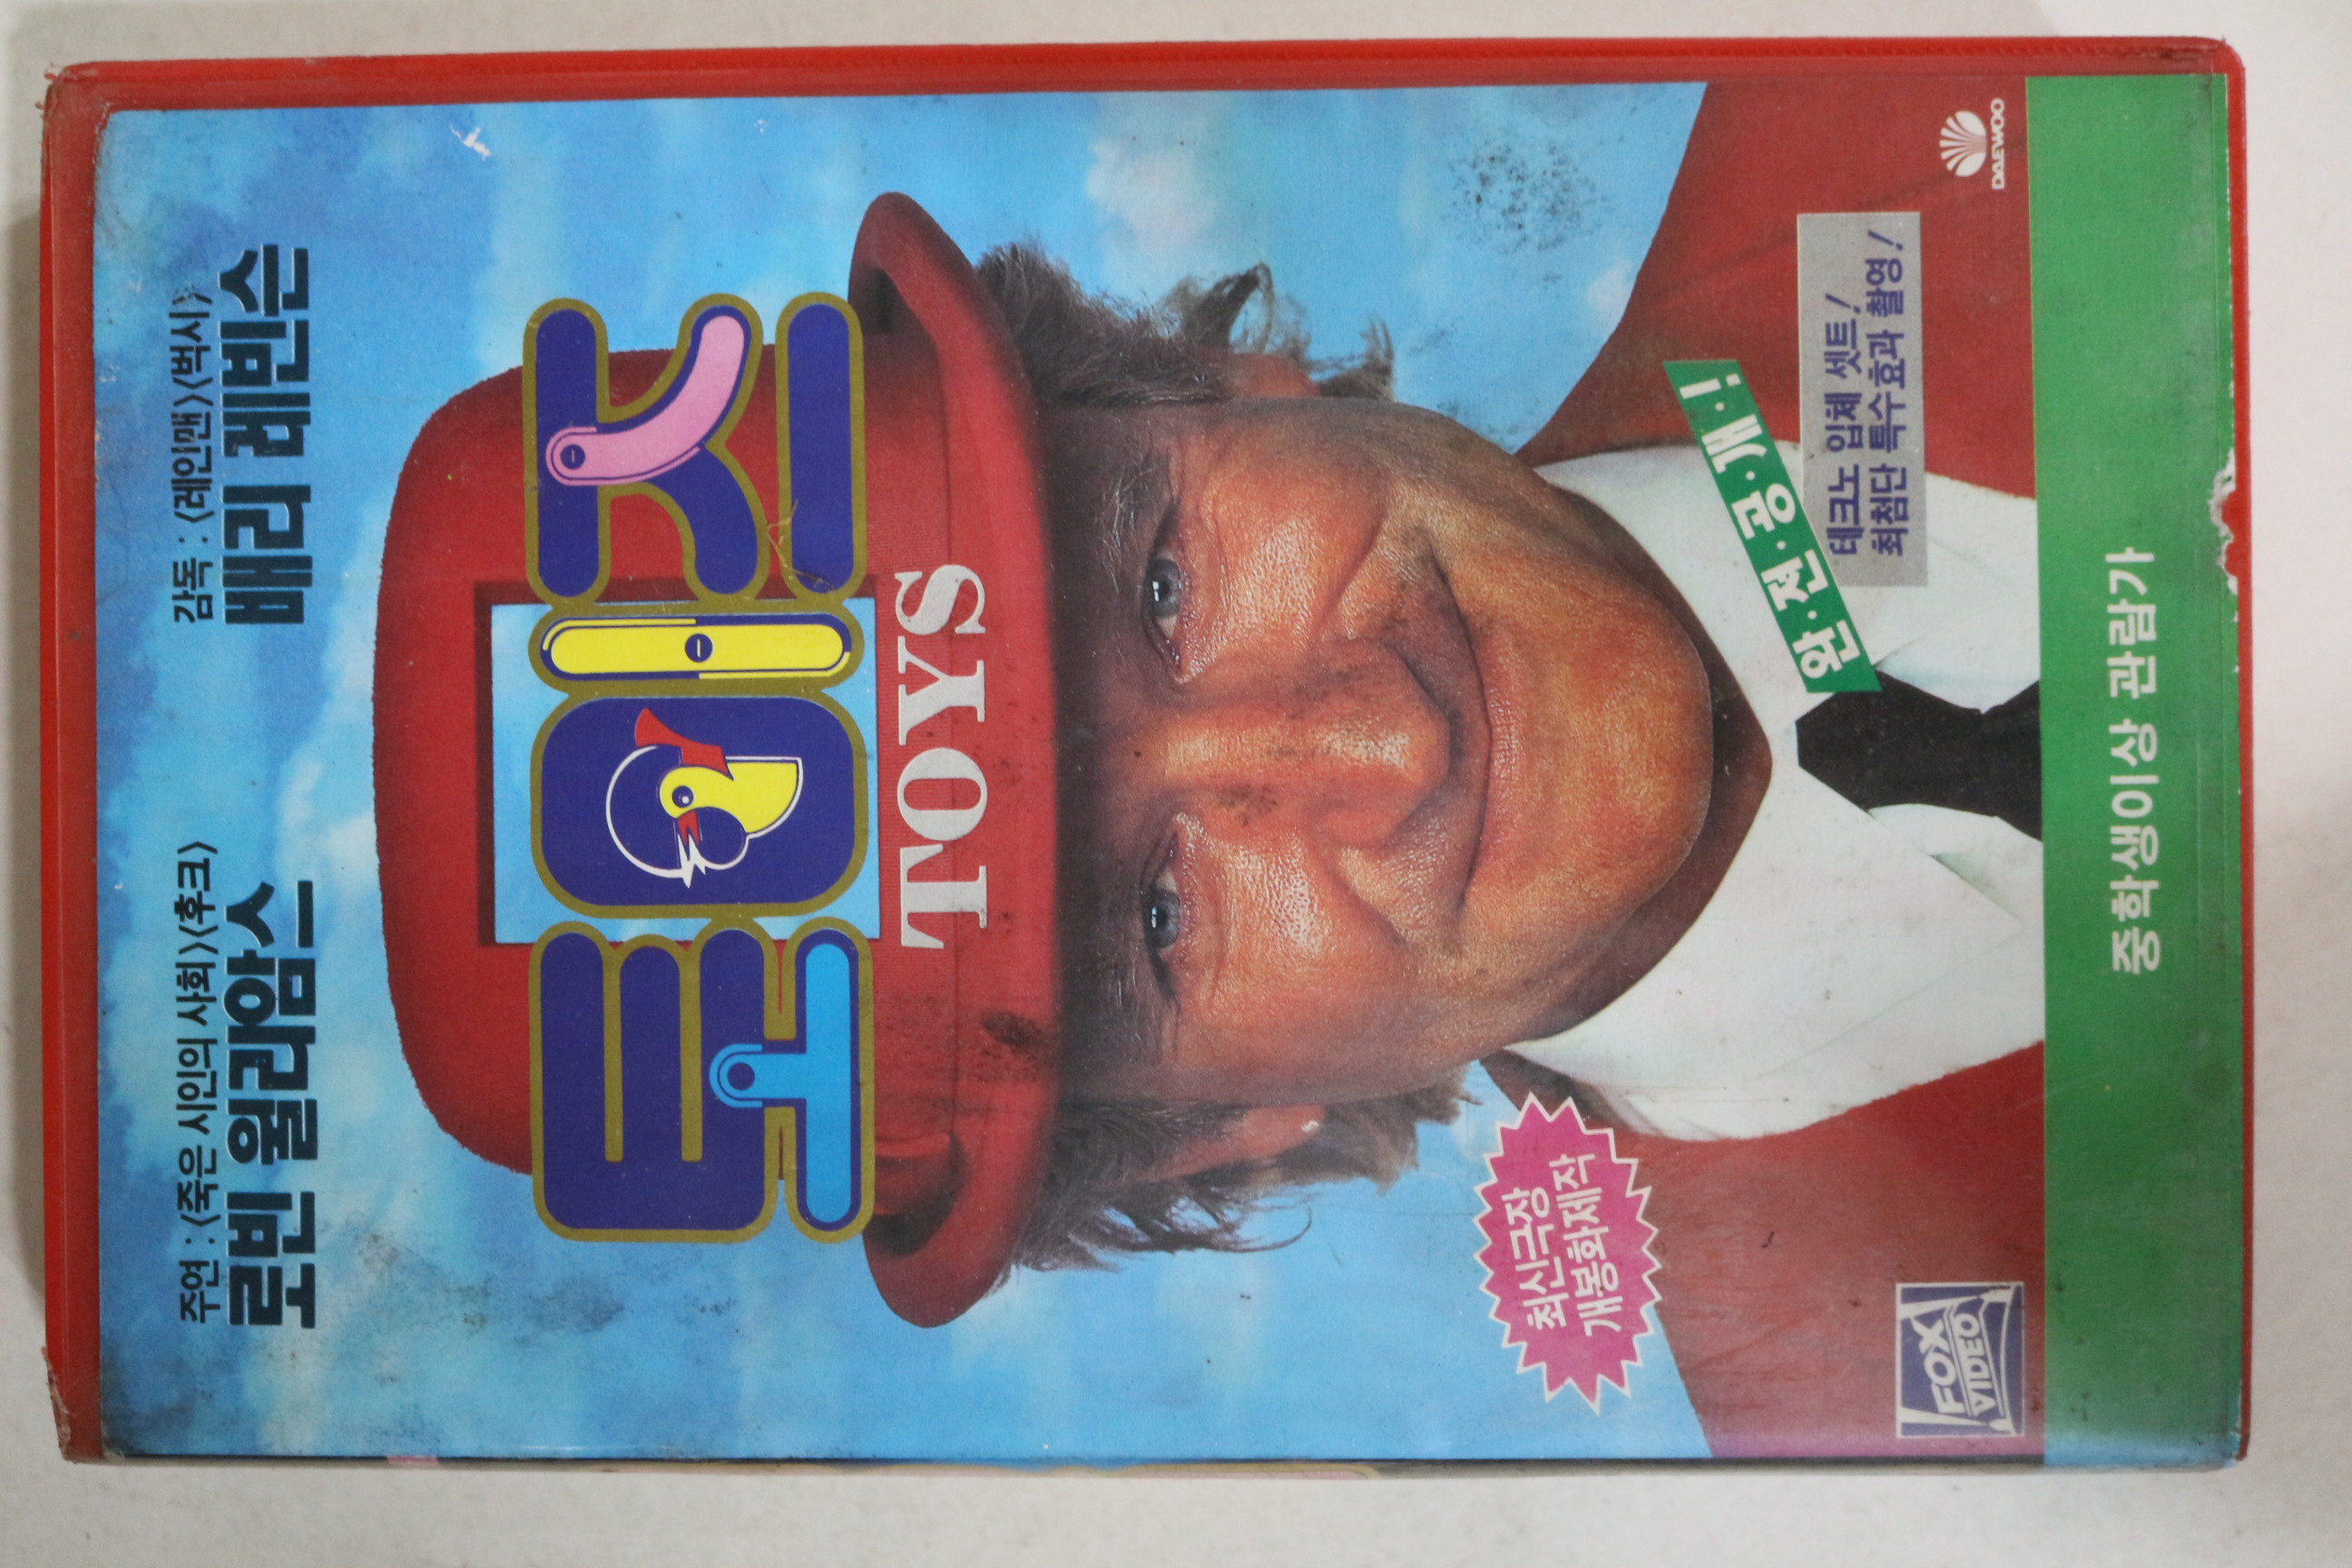 주연 : 〈죽은 시인의 사회〉〈후크〉
로빈 윌리암스
감독 : 〈레인맨〉〈벅시〉
배리 레빈슨
토이즈
TOYS
최신극장
개봉화제작
완·전·공·개·!
테크노 입체 셋트!
최첨단 특수효과 촬영!
FOX
VIDEO
DAEWOO
중학생이상 관람가